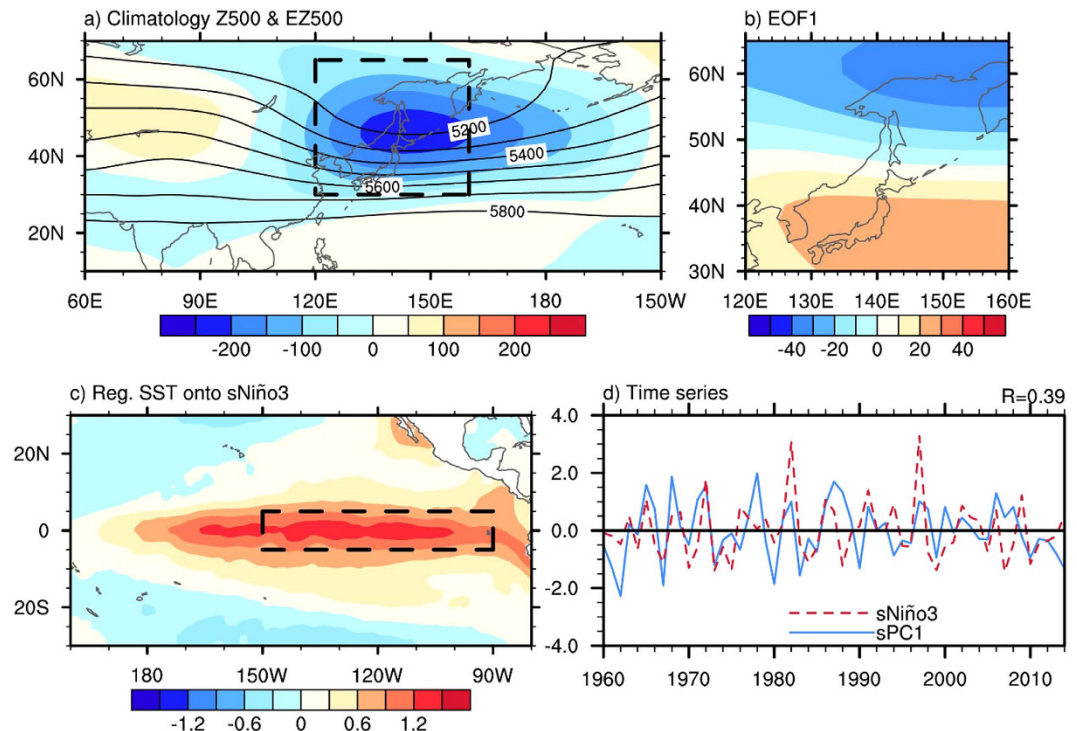 a) Climatology Z500 & EZ500
60N
40N
20N
5200
5400
5600
5800
60E 90E 120E 150E 180 150W
-200 -100 0 100 200
b) EOF1
60N
50N
40N
30N
120E 130E 140E 150E 160E
-40 -20 0 20 40
c) Reg. SST onto sNiño3
20N
0
20S
180 150W 120W 90W
-1.2 -0.6 0 0.6 1.2
d) Time series R=0.39
4.0
2.0
0.0
-2.0
-4.0
sNiño3
sPC1
1960 1970 1980 1990 2000 2010